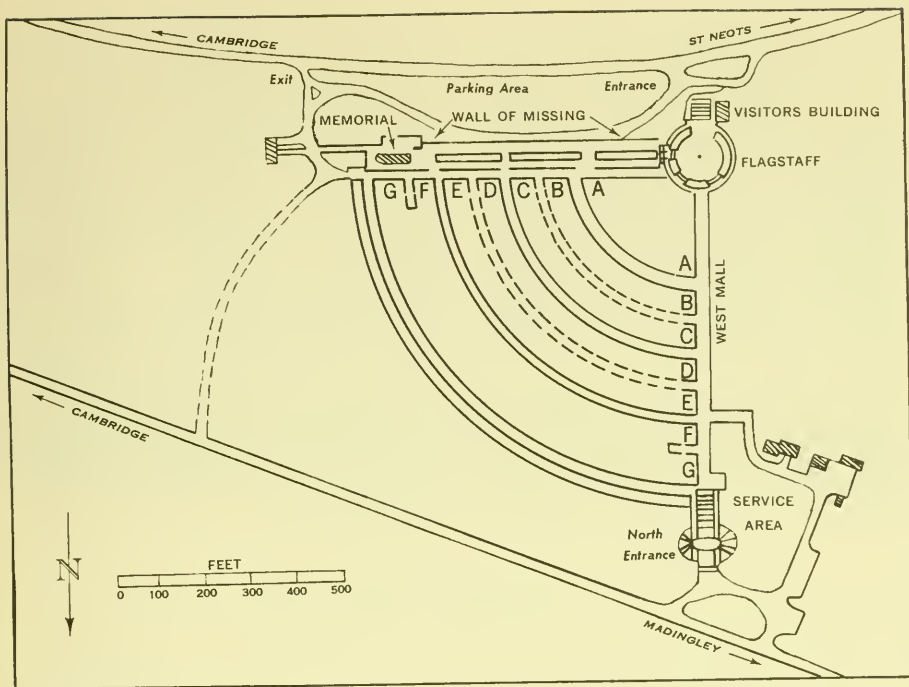 CAMBRIDGE
ST NEOTS
Exit
Parking Area
Entrance
MEMORIAL
WALL OF MISSING
VISITORS BUILDING
FLAGSTAFF
G F E D C B A
A
B
C
D
E
F
G
WEST MALL
CAMBRIDGE
SERVICE
AREA
North
Entrance
N
FEET
0 100 200 300 400 500
MADINGLEY